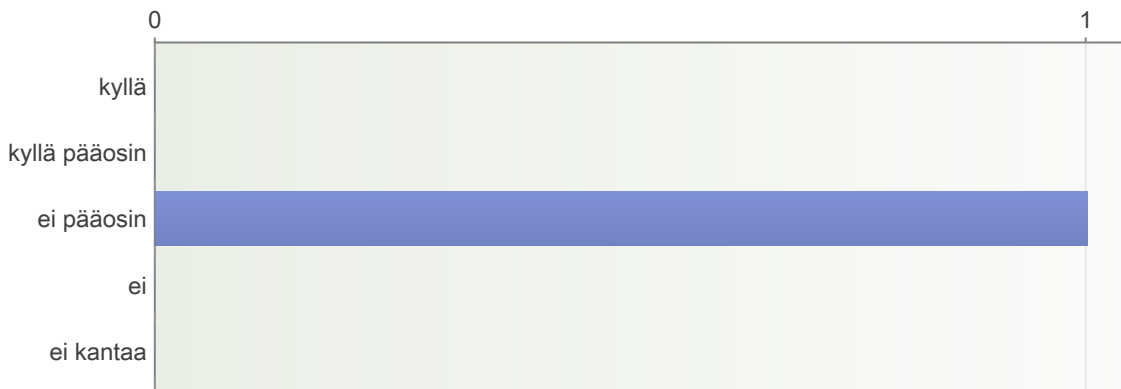 0 1
kyllä
kyllä pääosin
ei pääosin
ei
ei kantaa